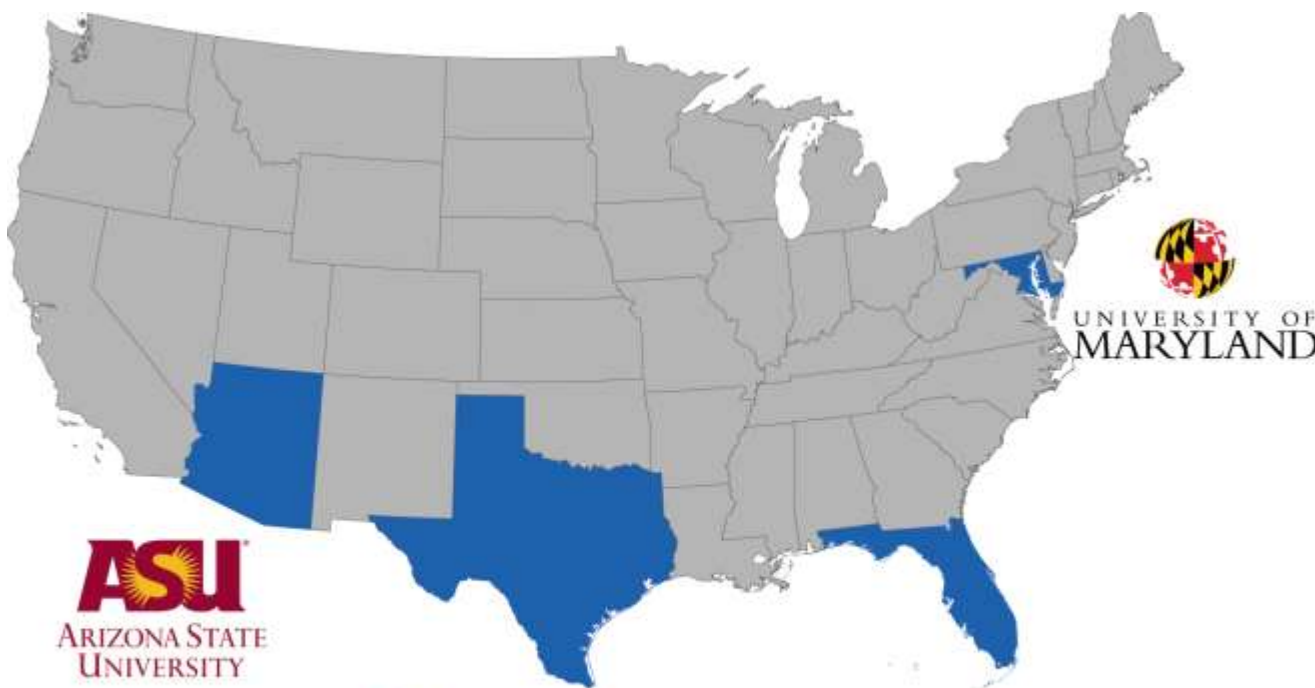 UNIVERSITY OF
MARYLAND
ASU
ARIZONA STATE
UNIVERSITY